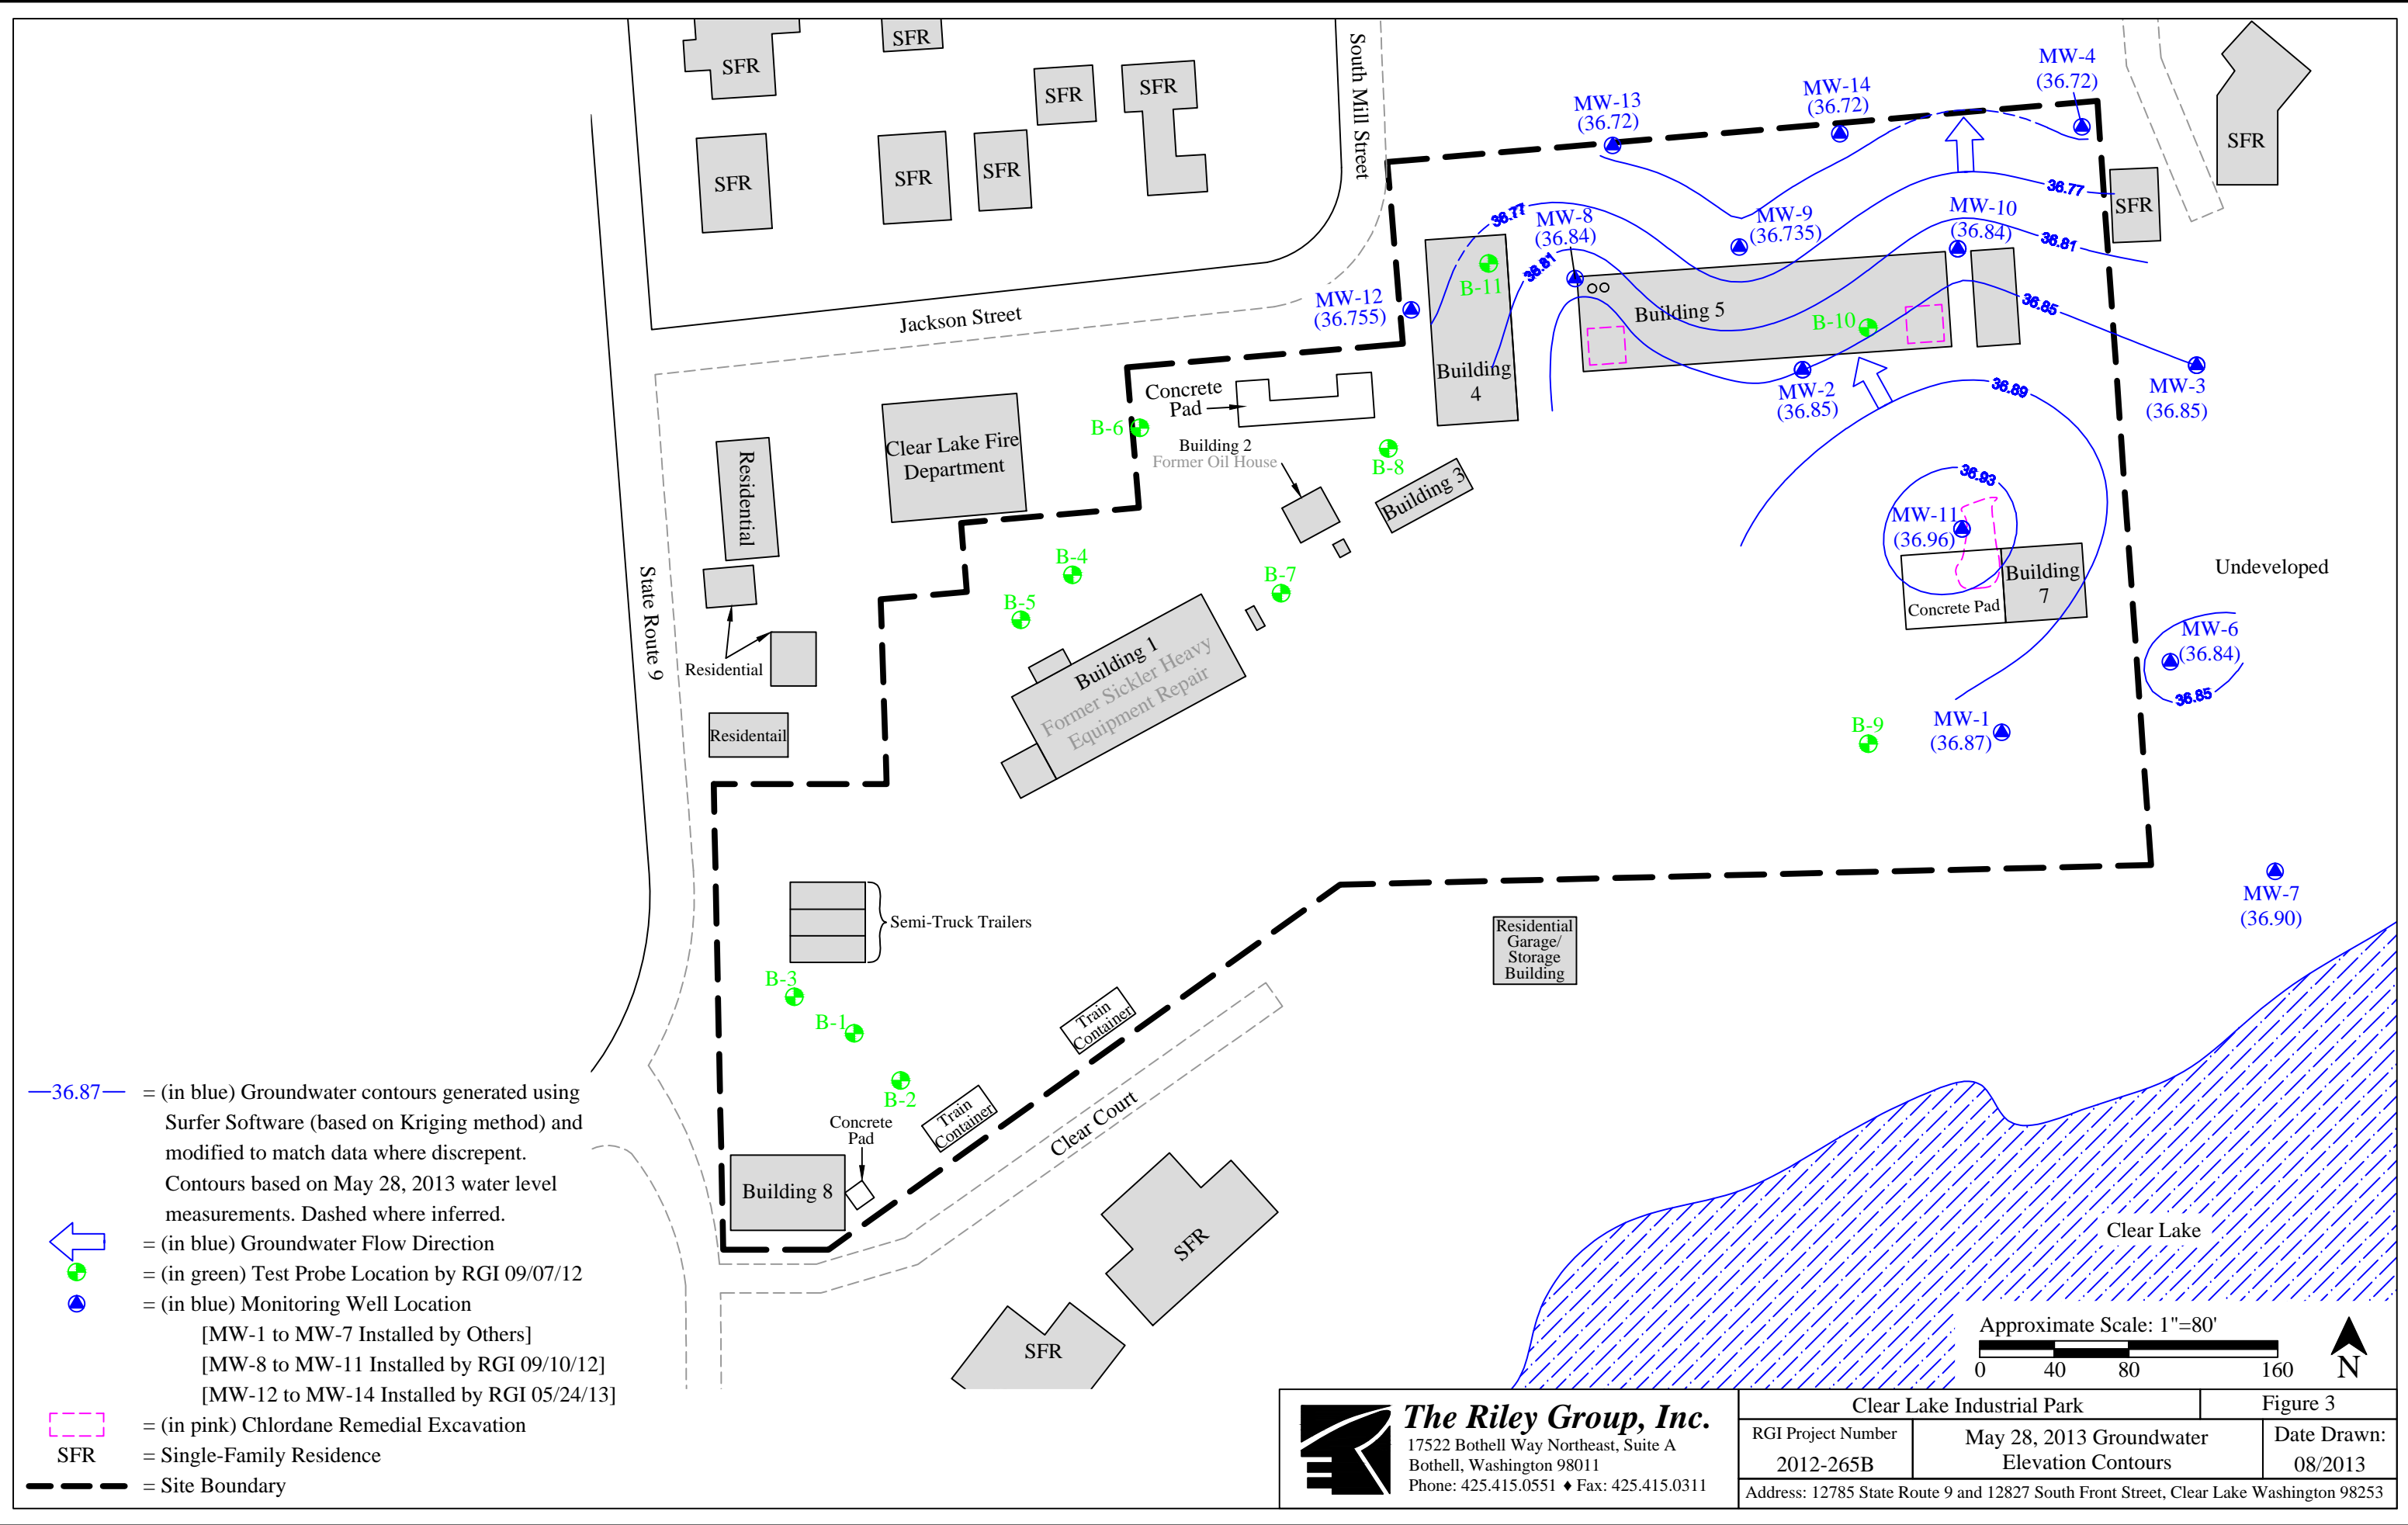 SFR
SFR
SFR
SFR
SFR
SFR
SFR
South Mill Street
Jackson Street
State Route 9
MW-4
(36.72)
MW-14
(36.72)
MW-13
(36.72)
SFR
SFR
36.77
36.77
MW-8
(36.84)
MW-9
(36.735)
MW-10
(36.84)
36.81
36.81
MW-12
(36.755)
B-11
Building 5
B-10
36.85
Building
4
MW-2
(36.85)
36.89
MW-3
(36.85)
Concrete
Pad
B-6
Building 2
Former Oil House
B-8
Building 3
Clear Lake Fire
Department
Residential
Residential
Residentail
B-4
B-5
B-7
Building 1
Former Sickler Heavy
Equipment Repair
36.93
MW-11
(36.96)
Concrete Pad
Building
7
Undeveloped
MW-6
(36.84)
36.85
B-9
MW-1
(36.87)
MW-7
(36.90)
Semi-Truck Trailers
B-3
B-1
B-2
Train
Container
Train
Container
Concrete
Pad
Building 8
Clear Court
Residential
Garage/
Storage
Building
SFR
SFR
Clear Lake
36.87 = (in blue) Groundwater contours generated using
Surfer Software (based on Kriging method) and
modified to match data where discrepent.
Contours based on May 28, 2013 water level
measurements. Dashed where inferred.
= (in blue) Groundwater Flow Direction
= (in green) Test Probe Location by RGI 09/07/12
= (in blue) Monitoring Well Location
[MW-1 to MW-7 Installed by Others]
[MW-8 to MW-11 Installed by RGI 09/10/12]
[MW-12 to MW-14 Installed by RGI 05/24/13]
= (in pink) Chlordane Remedial Excavation
SFR = Single-Family Residence
= Site Boundary
Approximate Scale: 1"=80'
0 40 80 160
N
The Riley Group, Inc.
17522 Bothell Way Northeast, Suite A
Bothell, Washington 98011
Phone: 425.415.0551 ♦ Fax: 425.415.0311
Clear Lake Industrial Park
Figure 3
RGI Project Number
2012-265B
May 28, 2013 Groundwater
Elevation Contours
Date Drawn:
08/2013
Address: 12785 State Route 9 and 12827 South Front Street, Clear Lake Washington 98253